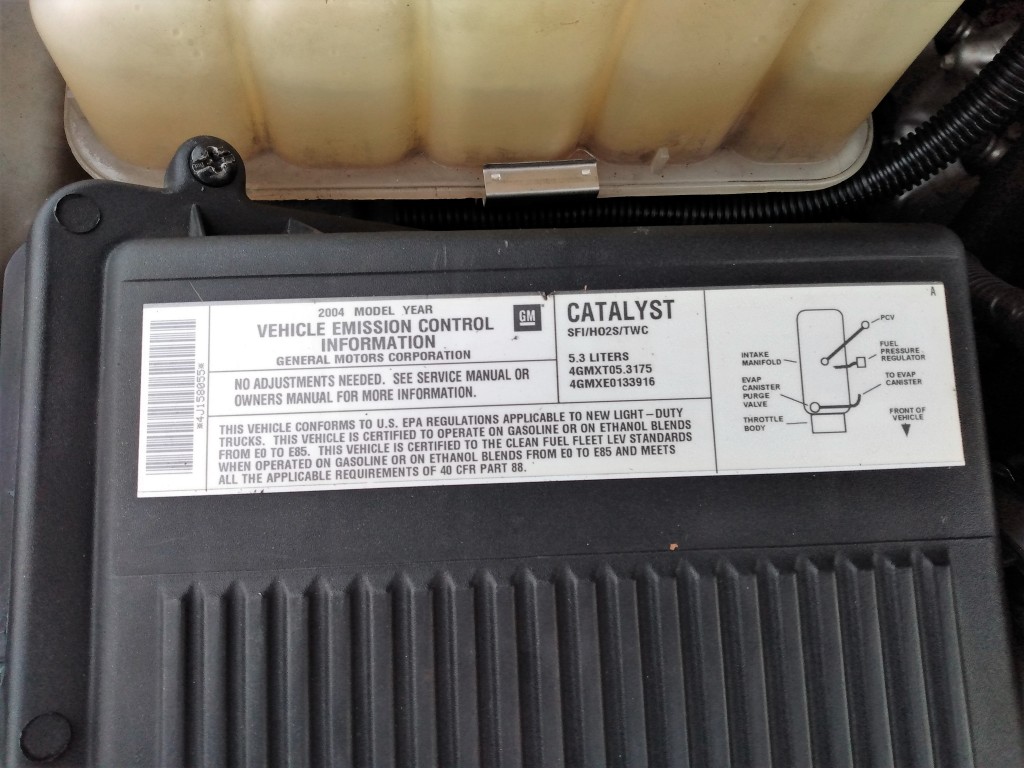 *4J158055*
2004 MODEL YEAR
VEHICLE EMISSION CONTROL
INFORMATION
GENERAL MOTORS CORPORATION
GM
NO ADJUSTMENTS NEEDED. SEE SERVICE MANUAL OR
OWNERS MANUAL FOR MORE INFORMATION.
CATALYST
SFI/HO2S/TWC
5.3 LITERS
4GMXT05.3175
4GMXE0133916
THIS VEHICLE CONFORMS TO U.S. EPA REGULATIONS APPLICABLE TO NEW LIGHT-DUTY
TRUCKS. THIS VEHICLE IS CERTIFIED TO OPERATE ON GASOLINE OR ON ETHANOL BLENDS
FROM E0 TO E85. THIS VEHICLE IS CERTIFIED TO THE CLEAN FUEL FLEET LEV STANDARDS
WHEN OPERATED ON GASOLINE OR ON ETHANOL BLENDS FROM E0 TO E85 AND MEETS
ALL THE APPLICABLE REQUIREMENTS OF 40 CFR PART 88.
A
PCV
FUEL
PRESSURE
REGULATOR
INTAKE
MANIFOLD
TO EVAP
CANISTER
EVAP
CANISTER
PURGE
VALVE
THROTTLE
BODY
FRONT OF
VEHICLE